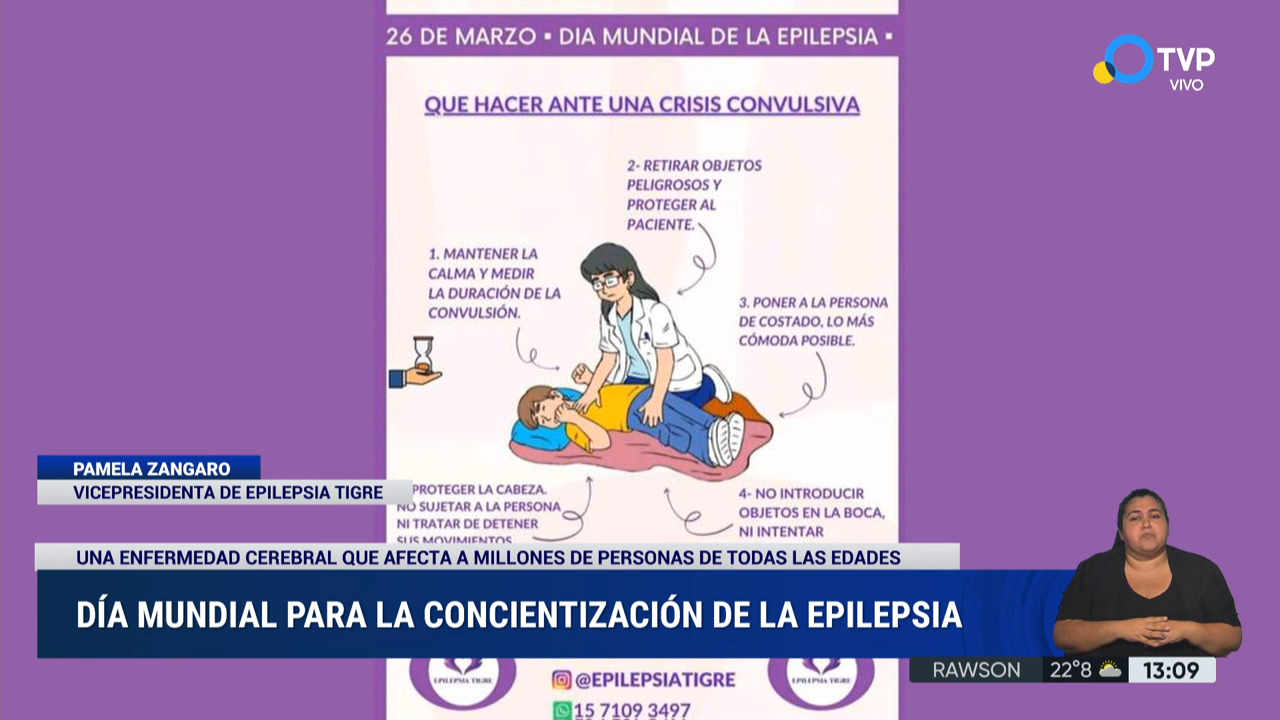 26 DE MARZO ▪ DIA MUNDIAL DE LA EPILEPSIA ▪
TVP
VIVO
QUE HACER ANTE UNA CRISIS CONVULSIVA
2- RETIRAR OBJETOS
PELIGROSOS Y
PROTEGER AL
PACIENTE.
1. MANTENER LA
CALMA Y MEDIR
LA DURACIÓN DE LA
CONVULSIÓN.
3. PONER A LA PERSONA
DE COSTADO, LO MÁS
CÓMODA POSIBLE.
PAMELA ZANGARO
VICEPRESIDENTA DE EPILEPSIA TIGRE
PROTEGER LA CABEZA.
NO SUJETAR A LA PERSONA
NI TRATAR DE DETENER
SUS MOVIMIENTOS
4- NO INTRODUCIR
OBJETOS EN LA BOCA,
NI INTENTAR
UNA ENFERMEDAD CEREBRAL QUE AFECTA A MILLONES DE PERSONAS DE TODAS LAS EDADES
DÍA MUNDIAL PARA LA CONCIENTIZACIÓN DE LA EPILEPSIA
RAWSON 22°8 13:09
EPILEPSIA TIGRE
@EPILEPSIATIGRE
EPILEPSIA TIGRE
15 7109 3497